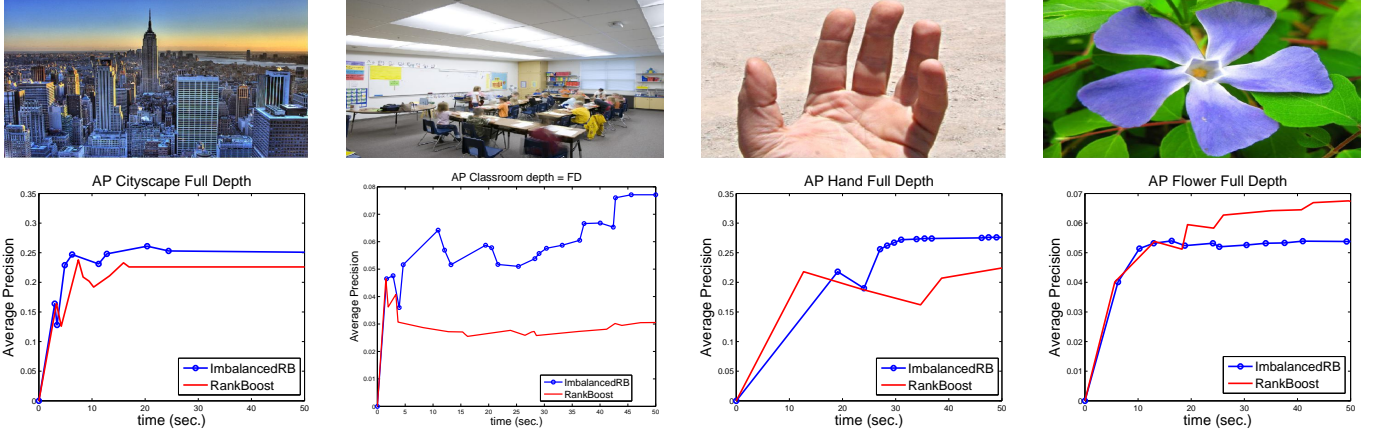 AP Cityscape Full Depth
0.35
0.3
0.25
0.2
0.15
0.1
0.05
0
Average Precision
0 10 20 30 40 50
time (sec.)
ImbalancedRB
RankBoost
AP Classroom depth = FD
0.08
0.07
0.06
0.05
0.04
0.03
0.02
0.01
0
Average Precision
0 5 10 15 20 25 30 35 40 45 50
time (sec.)
ImbalancedRB
RankBoost
AP Hand Full Depth
0.35
0.3
0.25
0.2
0.15
0.1
0.05
0
Average Precision
0 10 20 30 40 50
time (sec.)
ImbalancedRB
RankBoost
AP Flower Full Depth
0.07
0.06
0.05
0.04
0.03
0.02
0.01
0
Average Precision
0 10 20 30 40 50
time (sec.)
ImbalancedRB
RankBoost